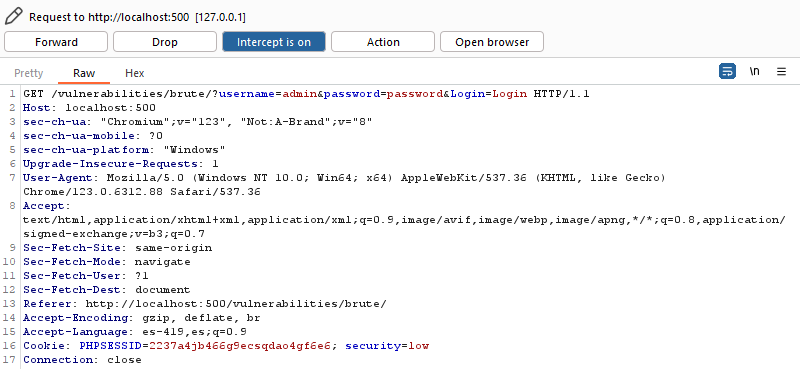 Request to http://localhost:500 [127.0.0.1]
Forward Drop Intercept is on Action Open browser
Pretty Raw Hex \n
1 GET /vulnerabilities/brute/?username=admin&password=password&Login=Login HTTP/1.1
2 Host: localhost:500
3 sec-ch-ua: "Chromium";v="123", "Not:A-Brand";v="8"
4 sec-ch-ua-mobile: ?0
5 sec-ch-ua-platform: "Windows"
6 Upgrade-Insecure-Requests: 1
7 User-Agent: Mozilla/5.0 (Windows NT 10.0; Win64; x64) AppleWebKit/537.36 (KHTML, like Gecko)
Chrome/123.0.6312.88 Safari/537.36
8 Accept:
text/html,application/xhtml+xml,application/xml;q=0.9,image/avif,image/webp,image/apng,*/*;q=0.8,application/
signed-exchange;v=b3;q=0.7
9 Sec-Fetch-Site: same-origin
10 Sec-Fetch-Mode: navigate
11 Sec-Fetch-User: ?1
12 Sec-Fetch-Dest: document
13 Referer: http://localhost:500/vulnerabilities/brute/
14 Accept-Encoding: gzip, deflate, br
15 Accept-Language: es-419,es;q=0.9
16 Cookie: PHPSESSID=2237a4jb466g9ecsqdao4gf6e6; security=low
17 Connection: close